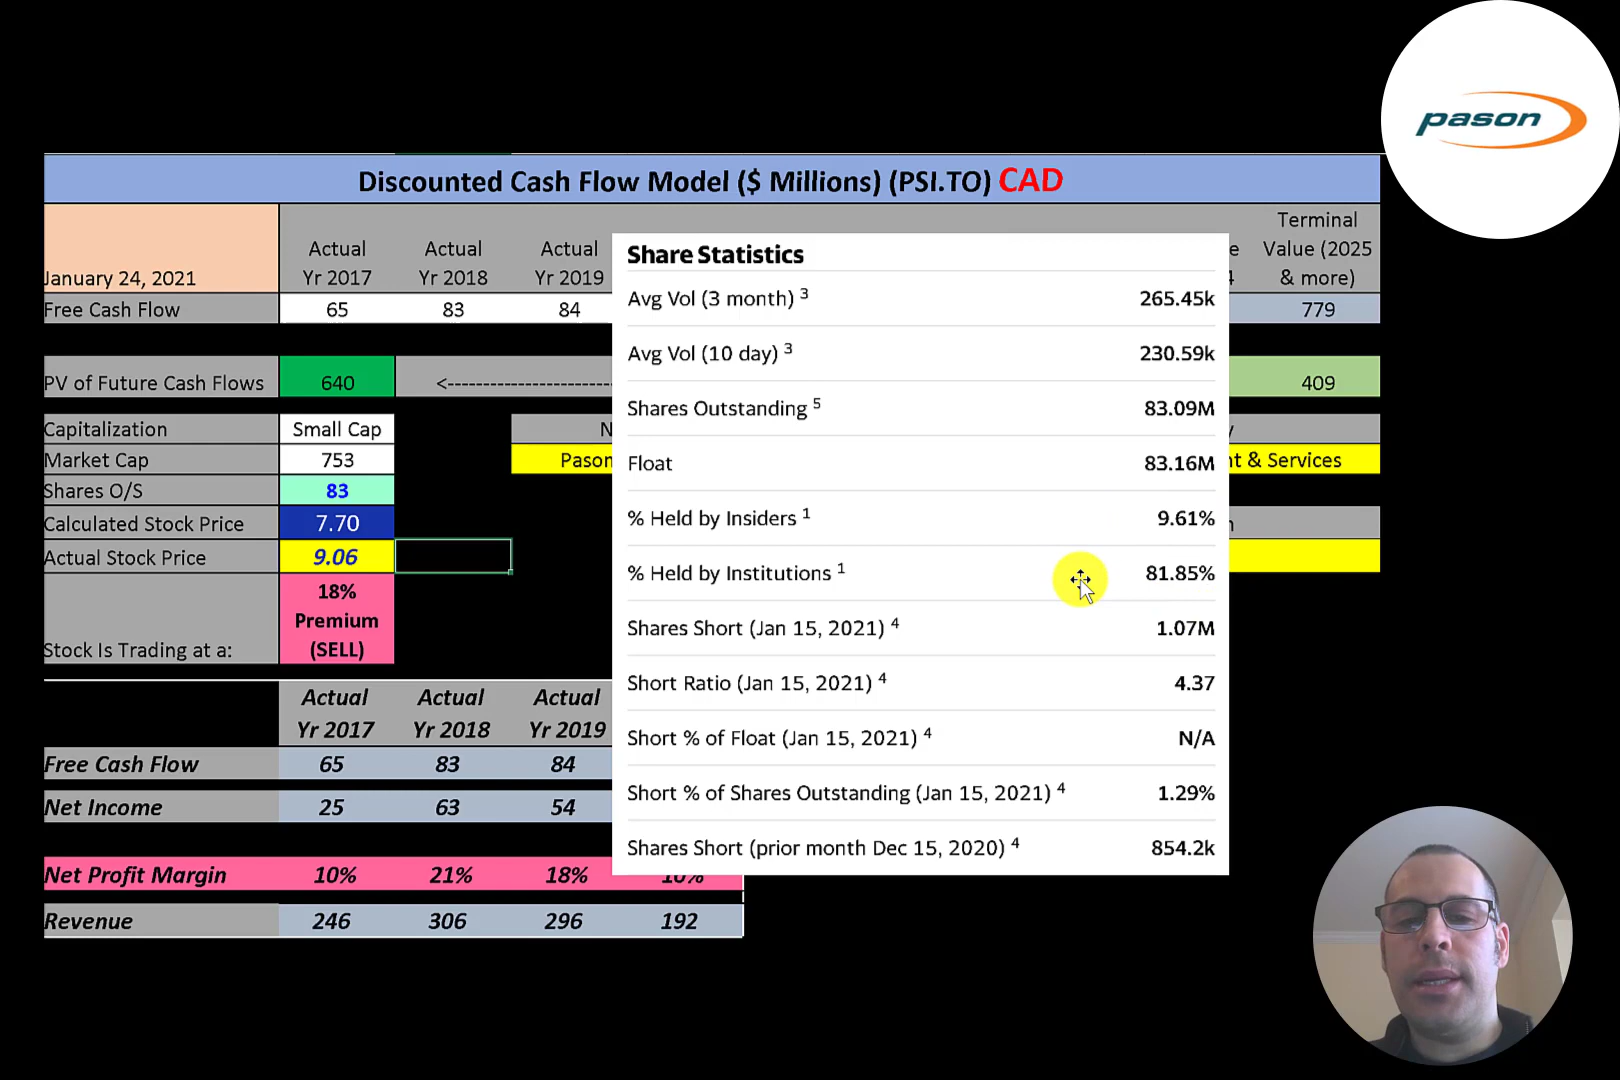 pason
Discounted Cash Flow Model ($ Millions) (PSI.TO) CAD
January 24, 2021
Actual
Yr 2017
Actual
Yr 2018
Actual
Yr 2019
Terminal
Value (2025
& more)
Free Cash Flow 65 83 84 779
PV of Future Cash Flows 640 <----------------------- 409
Capitalization Small Cap
Market Cap 753 Pason & Services
Shares O/S 83
Calculated Stock Price 7.70
Actual Stock Price 9.06
Stock Is Trading at a:
18%
Premium
(SELL)
Actual
Yr 2017
Actual
Yr 2018
Actual
Yr 2019
Free Cash Flow 65 83 84
Net Income 25 63 54
Net Profit Margin 10% 21% 18% 10%
Revenue 246 306 296 192
Share Statistics
Avg Vol (3 month) 3 265.45k
Avg Vol (10 day) 3 230.59k
Shares Outstanding 5 83.09M
Float 83.16M
% Held by Insiders 1 9.61%
% Held by Institutions 1 81.85%
Shares Short (Jan 15, 2021) 4 1.07M
Short Ratio (Jan 15, 2021) 4 4.37
Short % of Float (Jan 15, 2021) 4 N/A
Short % of Shares Outstanding (Jan 15, 2021) 4 1.29%
Shares Short (prior month Dec 15, 2020) 4 854.2k